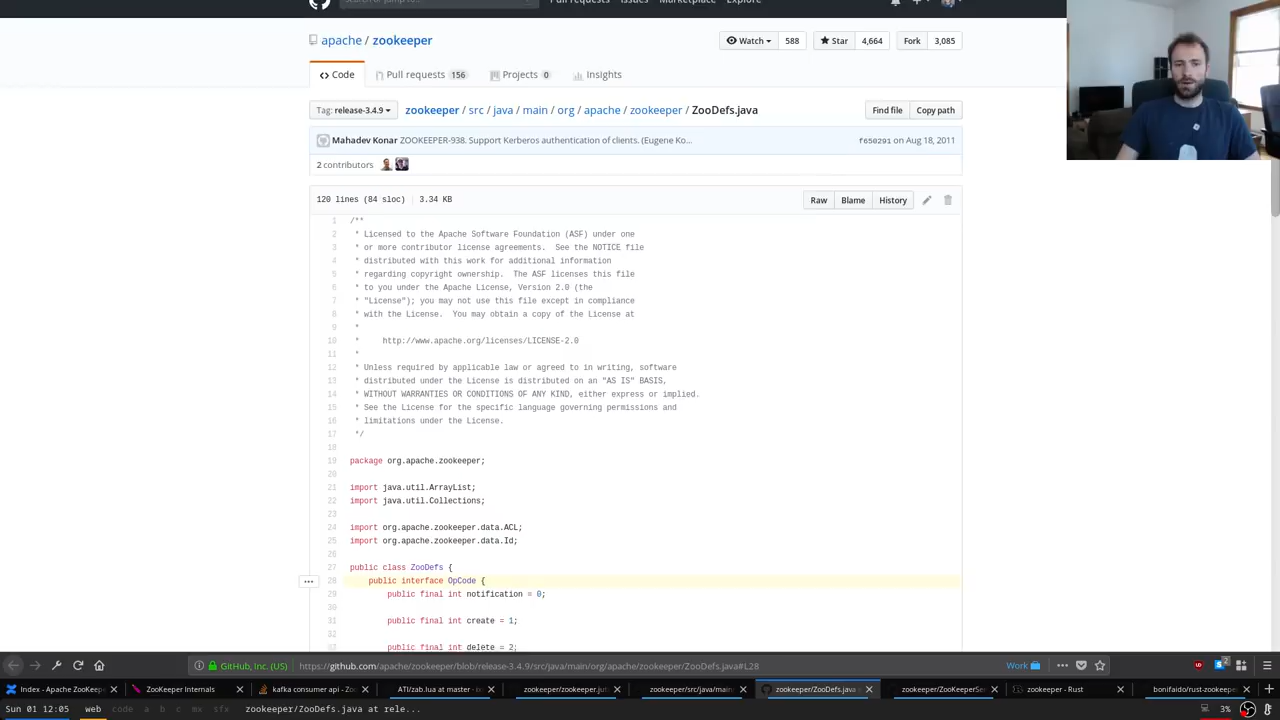 Pull requests Issues Marketplace Explore
apache / zookeeper
Watch 588 Star 4,664 Fork 3,085
Code Pull requests 156 Projects 0 Insights
Tag: release-3.4.9 zookeeper / src / java / main / org / apache / zookeeper / ZooDefs.java Find file Copy path
Mahadev Konar ZOOKEEPER-938. Support Kerberos authentication of clients. (Eugene Ko... f650291 on Aug 18, 2011
2 contributors
120 lines (84 sloc) 3.34 KB Raw Blame History
1 /**
2 * Licensed to the Apache Software Foundation (ASF) under one
3 * or more contributor license agreements. See the NOTICE file
4 * distributed with this work for additional information
5 * regarding copyright ownership. The ASF licenses this file
6 * to you under the Apache License, Version 2.0 (the
7 * "License"); you may not use this file except in compliance
8 * with the License. You may obtain a copy of the License at
9 *
10 * http://www.apache.org/licenses/LICENSE-2.0
11 *
12 * Unless required by applicable law or agreed to in writing, software
13 * distributed under the License is distributed on an "AS IS" BASIS,
14 * WITHOUT WARRANTIES OR CONDITIONS OF ANY KIND, either express or implied.
15 * See the License for the specific language governing permissions and
16 * limitations under the License.
17 */
18
19 package org.apache.zookeeper;
20
21 import java.util.ArrayList;
22 import java.util.Collections;
23
24 import org.apache.zookeeper.data.ACL;
25 import org.apache.zookeeper.data.Id;
26
27 public class ZooDefs {
28 public interface OpCode {
29 public final int notification = 0;
30
31 public final int create = 1;
32
public final int delete = 2;
GitHub, Inc. (US) https://github.com/apache/zookeeper/blob/release-3.4.9/src/java/main/org/apache/zookeeper/ZooDefs.java#L28 Work
Index - Apache ZooKeep ZooKeeper Internals kafka consumer api - Zoo ATI/zab.lua at master · zookeeper/zookeeper.jut zookeeper/src/java/main zookeeper/ZooDefs.java zookeeper/ZooKeeperSe zookeeper - Rust bonifaido/rust-zookeepe
Sun 01 12:05 web code a b c mx sfx zookeeper/ZooDefs.java at rele... 3%